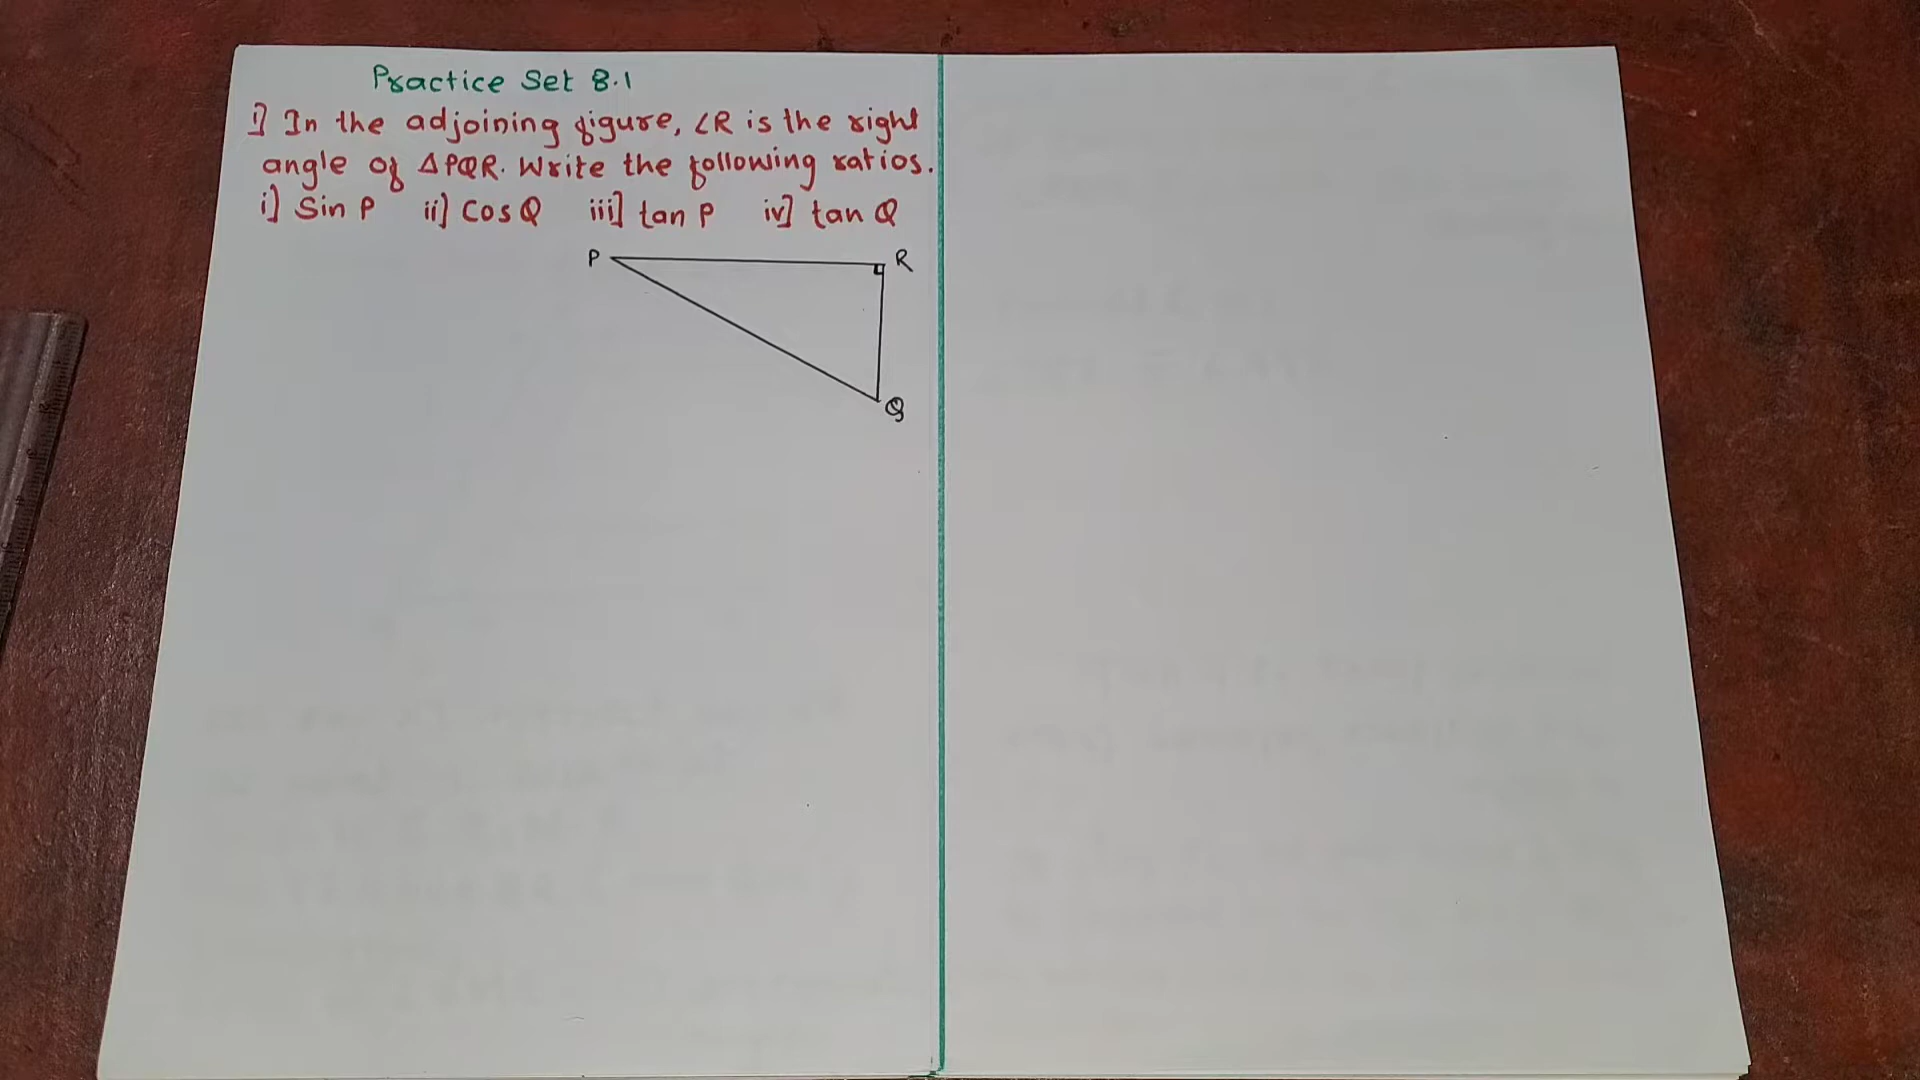 Practice Set 8.1
1] In the adjoining figure, ∠R is the right
angle of △PQR. Write the following ratios.
i] Sin P ii] Cos Q iii] tan P iv] tan Q
P R
Q